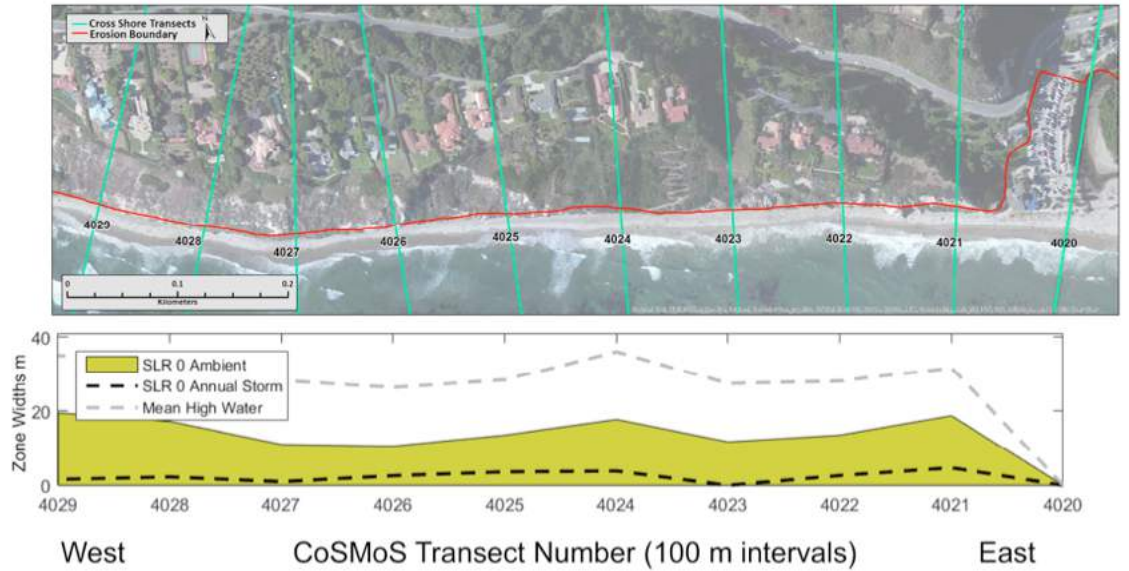 Cross Shore Transects
Erosion Boundary
N
4029
4028
4027
4026
4025
4024
4023
4022
4021
4020
0 0.1 0.2
Kilometers
40
20
0
Zone Widths m
SLR 0 Ambient
SLR 0 Annual Storm
Mean High Water
4029 4028 4027 4026 4025 4024 4023 4022 4021 4020
West CoSMoS Transect Number (100 m intervals) East